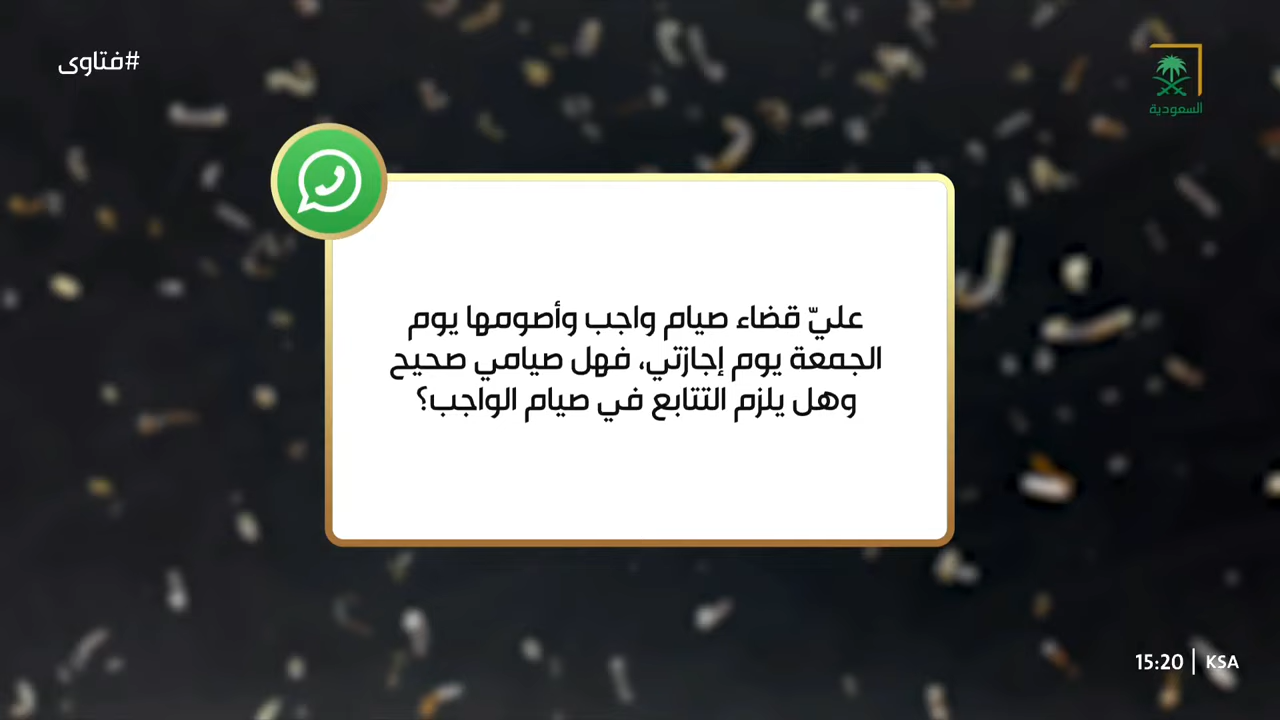 #فتاوى
السعودية
عليّ قضاء صيام واجب وأصومها يوم
الجمعة يوم إجازتي، فهل صيامي صحيح
وهل يلزم التتابع في صيام الواجب؟
15:20 | KSA